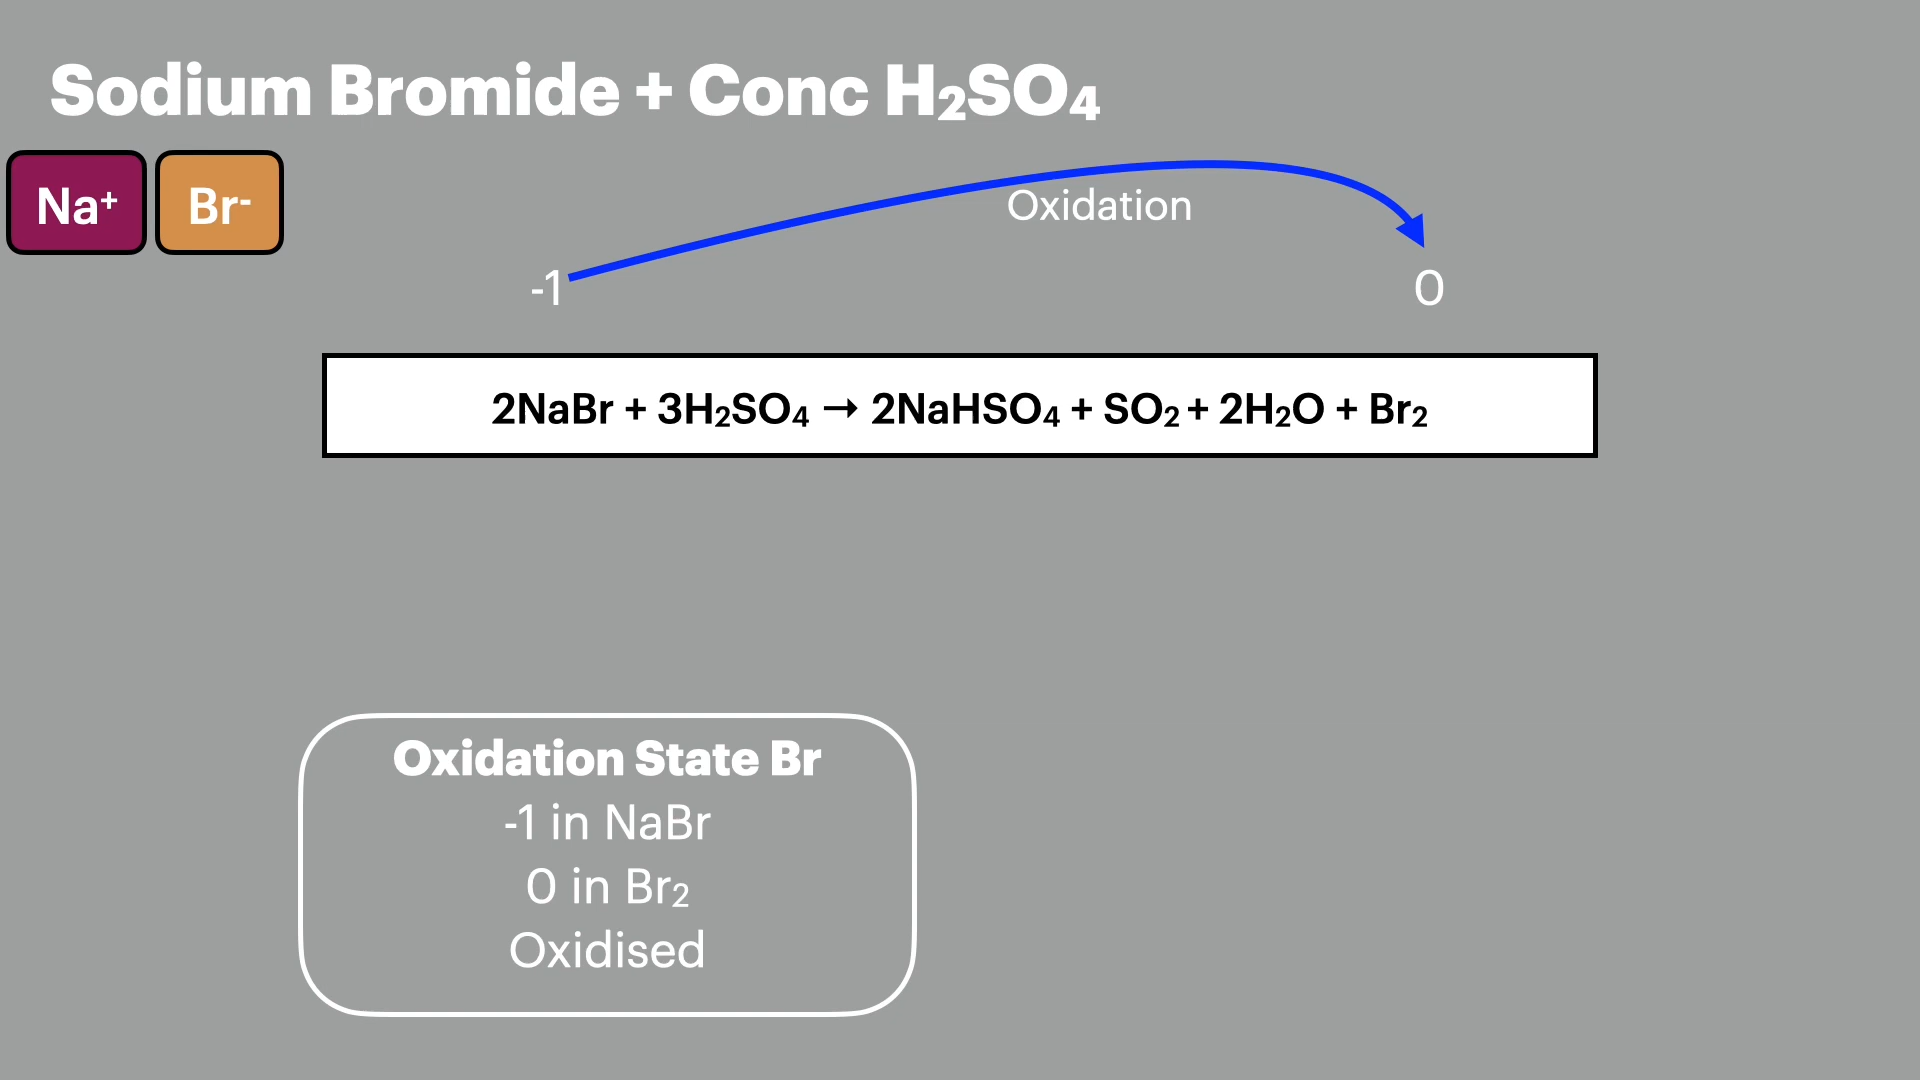 Sodium Bromide + Conc H₂SO₄
Na⁺ Br⁻
Oxidation
-1 0
2NaBr + 3H₂SO₄ → 2NaHSO₄ + SO₂ + 2H₂O + Br₂
Oxidation State Br
-1 in NaBr
0 in Br₂
Oxidised